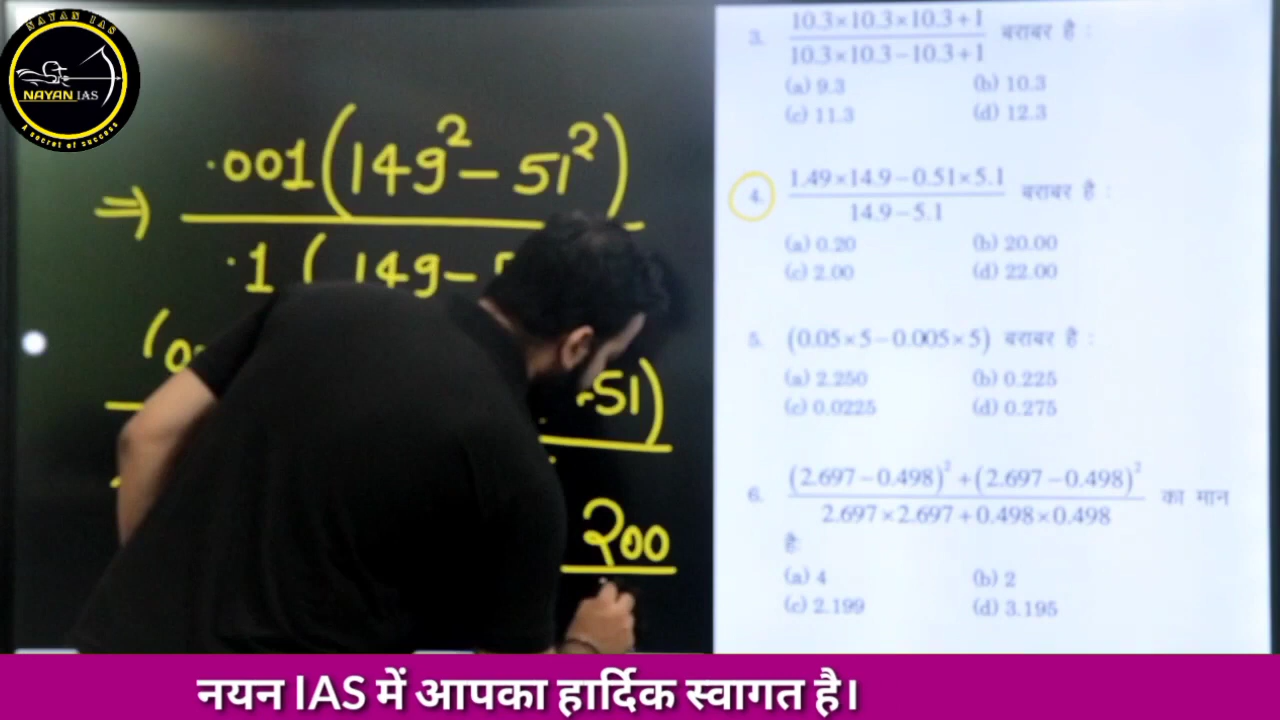 NAYAN IAS
NAYAN IAS
A secret of success
⇒ .001(149² − 51²)
.1 ( 149 −
-51)
२००
3. 10.3×10.3×10.3+1 बराबर है :
10.3×10.3−10.3+1
(a) 9.3 (b) 10.3
(c) 11.3 (d) 12.3
4. 1.49×14.9−0.51×5.1 बराबर है :
14.9−5.1
(a) 0.20 (b) 20.00
(c) 2.00 (d) 22.00
5. (0.05×5−0.005×5) बराबर है :
(a) 2.250 (b) 0.225
(c) 0.0225 (d) 0.275
6. (2.697−0.498)² +(2.697−0.498)² का मान
2.697×2.697+0.498×0.498
है:
(a) 4 (b) 2
(c) 2.199 (d) 3.195
नयन IAS में आपका हार्दिक स्वागत है।